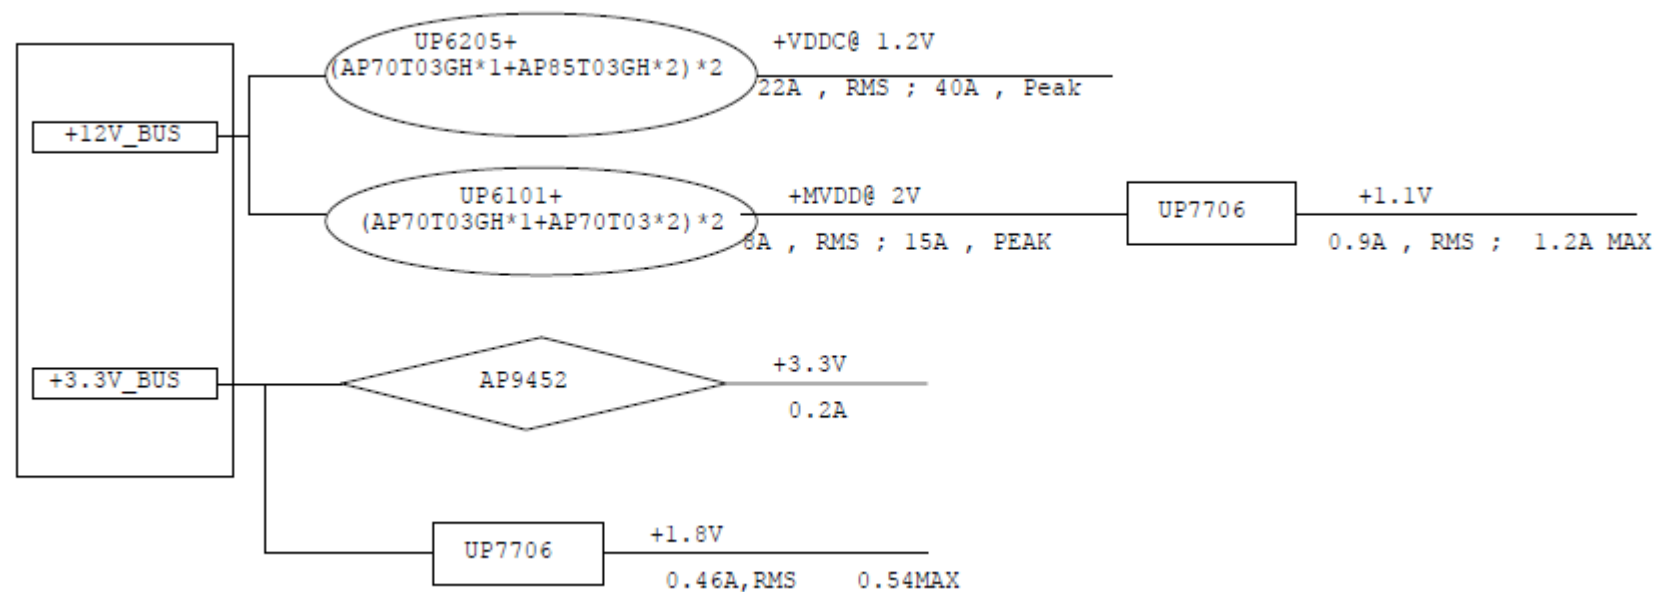 UP6205+
(AP70T03GH*1+AP85T03GH*2)*2
+VDDC@ 1.2V
22A , RMS ; 40A , Peak
+12V_BUS
UP6101+
(AP70T03GH*1+AP70T03*2)*2
+MVDD@ 2V
8A , RMS ; 15A , PEAK
UP7706
+1.1V
0.9A , RMS ; 1.2A MAX
+3.3V_BUS
AP9452
+3.3V
0.2A
UP7706
+1.8V
0.46A,RMS 0.54MAX